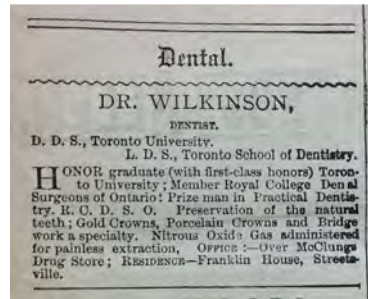 Dental.
DR. WILKINSON,
DENTIST.
D. D. S., Toronto University.
L. D. S., Toronto School of Dentistry.
HONOR graduate (with first-class honors) Toron-
to University; Member Royal College Den al
Surgeons of Ontario: Prize man in Practical Dentis-
try. R. C. D. S. O. Preservation of the natural
teeth; Gold Crowns, Porcelain Crowns and Bridge
work a specialty. Nitrous Oxide Gas administered
for painless extraction, OFFICE :—Over McClungs
Drug Store; RESIDENCE—Franklin House, Streets-
ville.